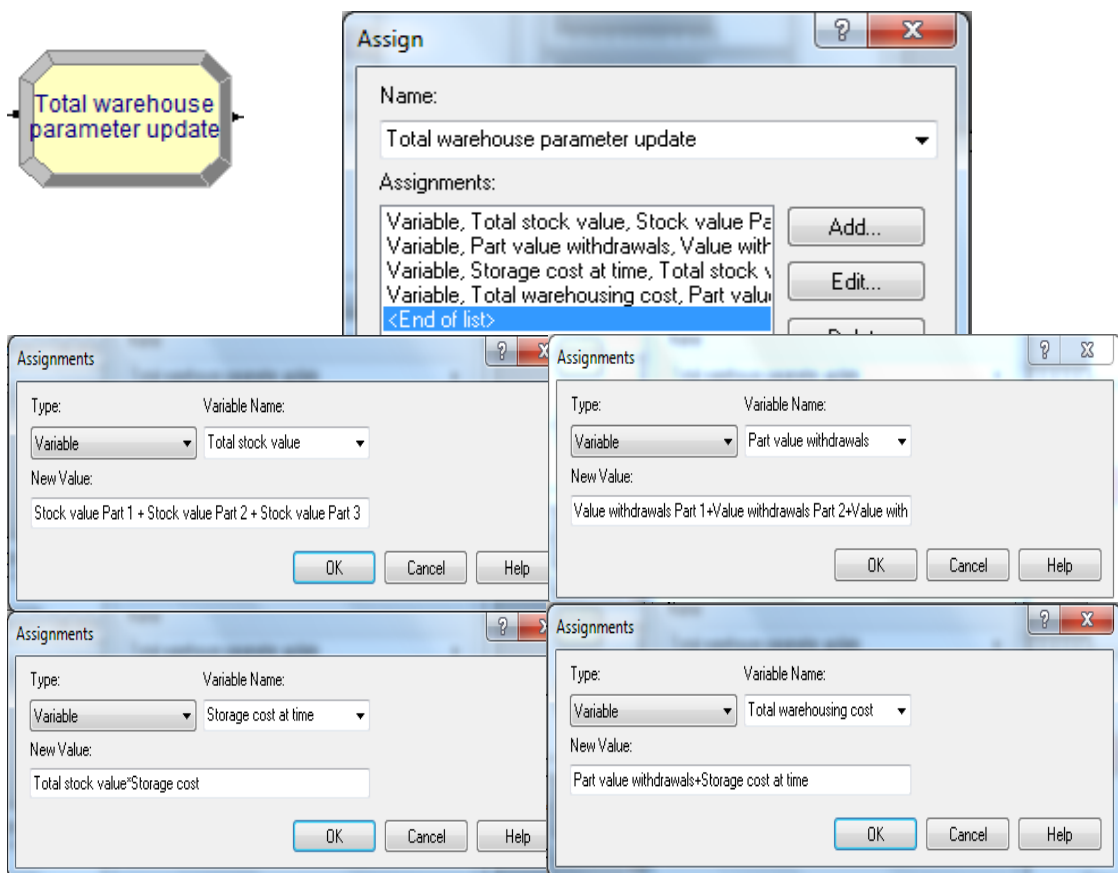 Total warehouse
parameter update
Assign
Name:
Total warehouse parameter update
Assignments:
Variable, Total stock value, Stock value Pa
Variable, Part value withdrawals, Value with
Variable, Storage cost at time, Total stock v
Variable, Total warehousing cost, Part valu
<End of list>
Add...
Edit...
Assignments
Type:
Variable Name:
Variable
Total stock value
New Value:
Stock value Part 1 + Stock value Part 2 + Stock value Part 3
OK
Cancel
Help
Assignments
Type:
Variable Name:
Variable
Part value withdrawals
New Value:
Value withdrawals Part 1+Value withdrawals Part 2+Value with
OK
Cancel
Help
Assignments
Type:
Variable Name:
Variable
Storage cost at time
New Value:
Total stock value*Storage cost
OK
Cancel
Help
Assignments
Type:
Variable Name:
Variable
Total warehousing cost
New Value:
Part value withdrawals+Storage cost at time
OK
Cancel
Help